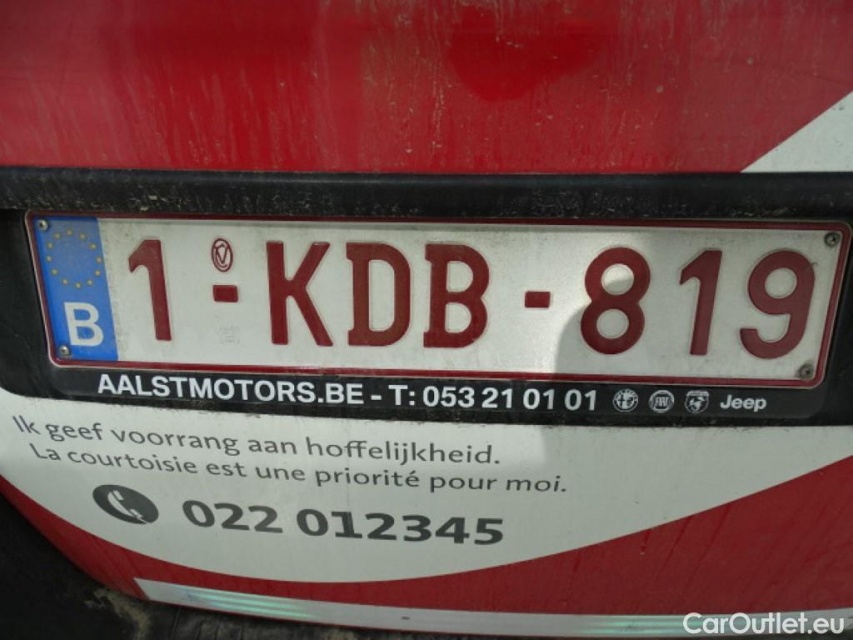 B 1-KDB-819
AALSTMOTORS.BE - T: 053 21 01 01 FIAT Jeep
Ik geef voorrang aan hoffelijkheid.
La courtoisie est une priorité pour moi.
022 012345
CarOutlet.eu